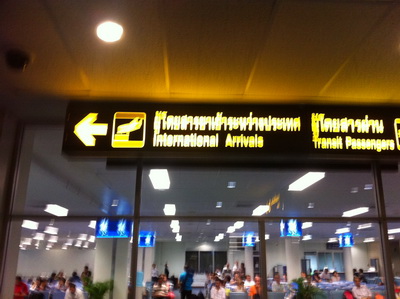 ผู้โดยสารขาเข้าระหว่างประเทศ
International Arrivals
ผู้โดยสารผ่าน
Transit Passengers